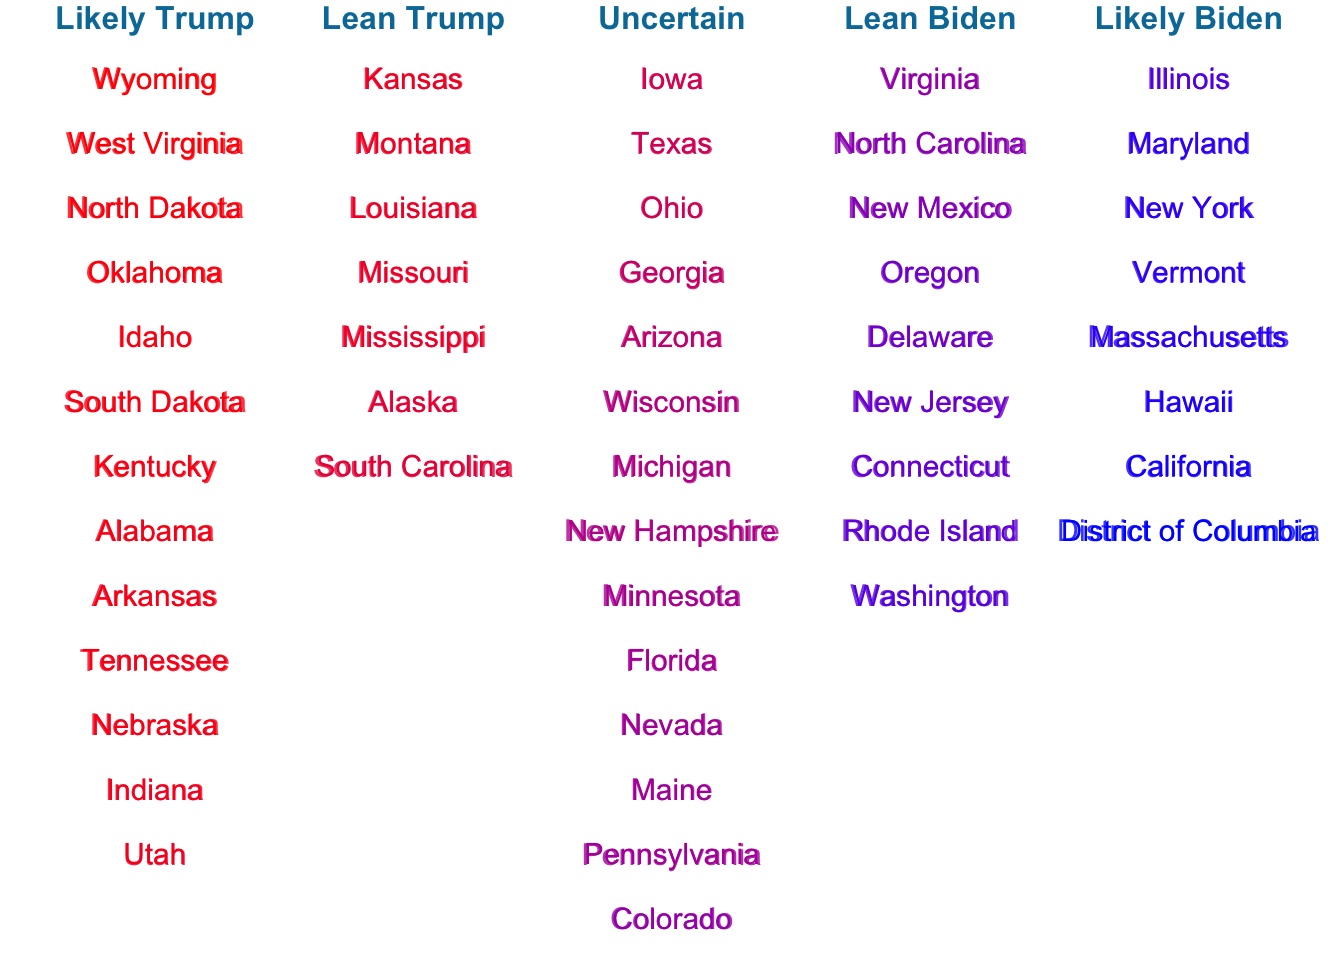 Likely Trump Lean Trump Uncertain Lean Biden Likely Biden
Wyoming Kansas Iowa Virginia Illinois
West Virginia Montana Texas North Carolina Maryland
North Dakota Louisiana Ohio New Mexico New York
Oklahoma Missouri Georgia Oregon Vermont
Idaho Mississippi Arizona Delaware Massachusetts
South Dakota Alaska Wisconsin New Jersey Hawaii
Kentucky South Carolina Michigan Connecticut California
Alabama New Hampshire Rhode Island District of Columbia
Arkansas Minnesota Washington
Tennessee Florida
Nebraska Nevada
Indiana Maine
Utah Pennsylvania
Colorado